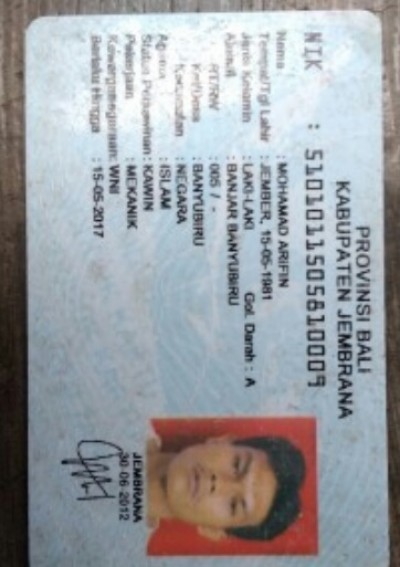 PROVINSI BALI
KABUPATEN JEMBRANA
NIK : 5101011505810009
Nama : MOHAMAD ARIFIN
Tempat/Tgl Lahir : JEMBER, 15-05-1981
Jenis Kelamin : LAKI-LAKI Gol. Darah : A
Alamat : BANJAR BANYUBIRU
RT/RW : 005 / -
Kel/Desa : BANYUBIRU
Kecamatan : NEGARA
Agama : ISLAM
Status Perkawinan : KAWIN
Pekerjaan : MEKANIK
Kewarganegaraan: WNI
Berlaku Hingga : 15-05-2017
JEMBRANA
30-06-2012